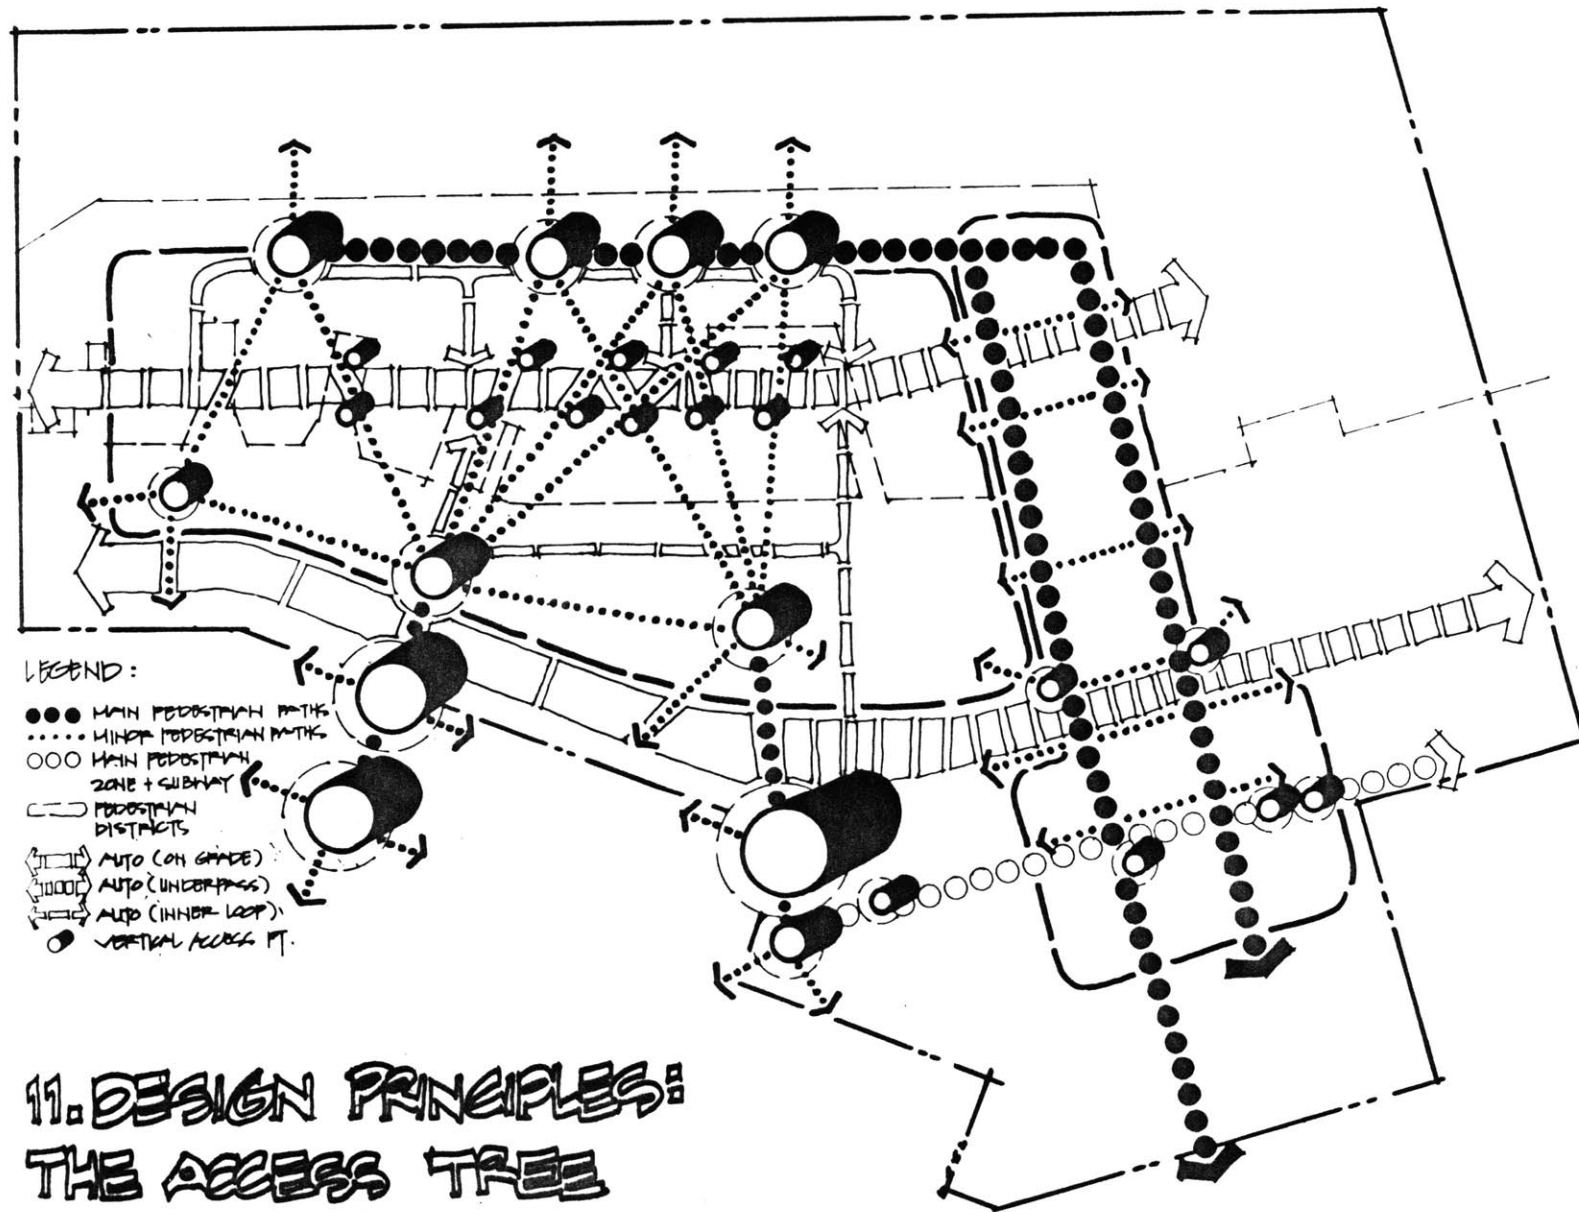 LEGEND:
MAIN PEDESTRIAN PATHS
MINOR PEDESTRIAN PATHS
MAIN PEDESTRIAN
ZONE + SUBWAY
PEDESTRIAN
DISTRICTS
AUTO (ON GRADE)
AUTO (UNDERPASS)
AUTO (INNER LOOP).
VERTICAL ACCESS PT.
11. DESIGN PRINCIPLES:
THE ACCESS TREE